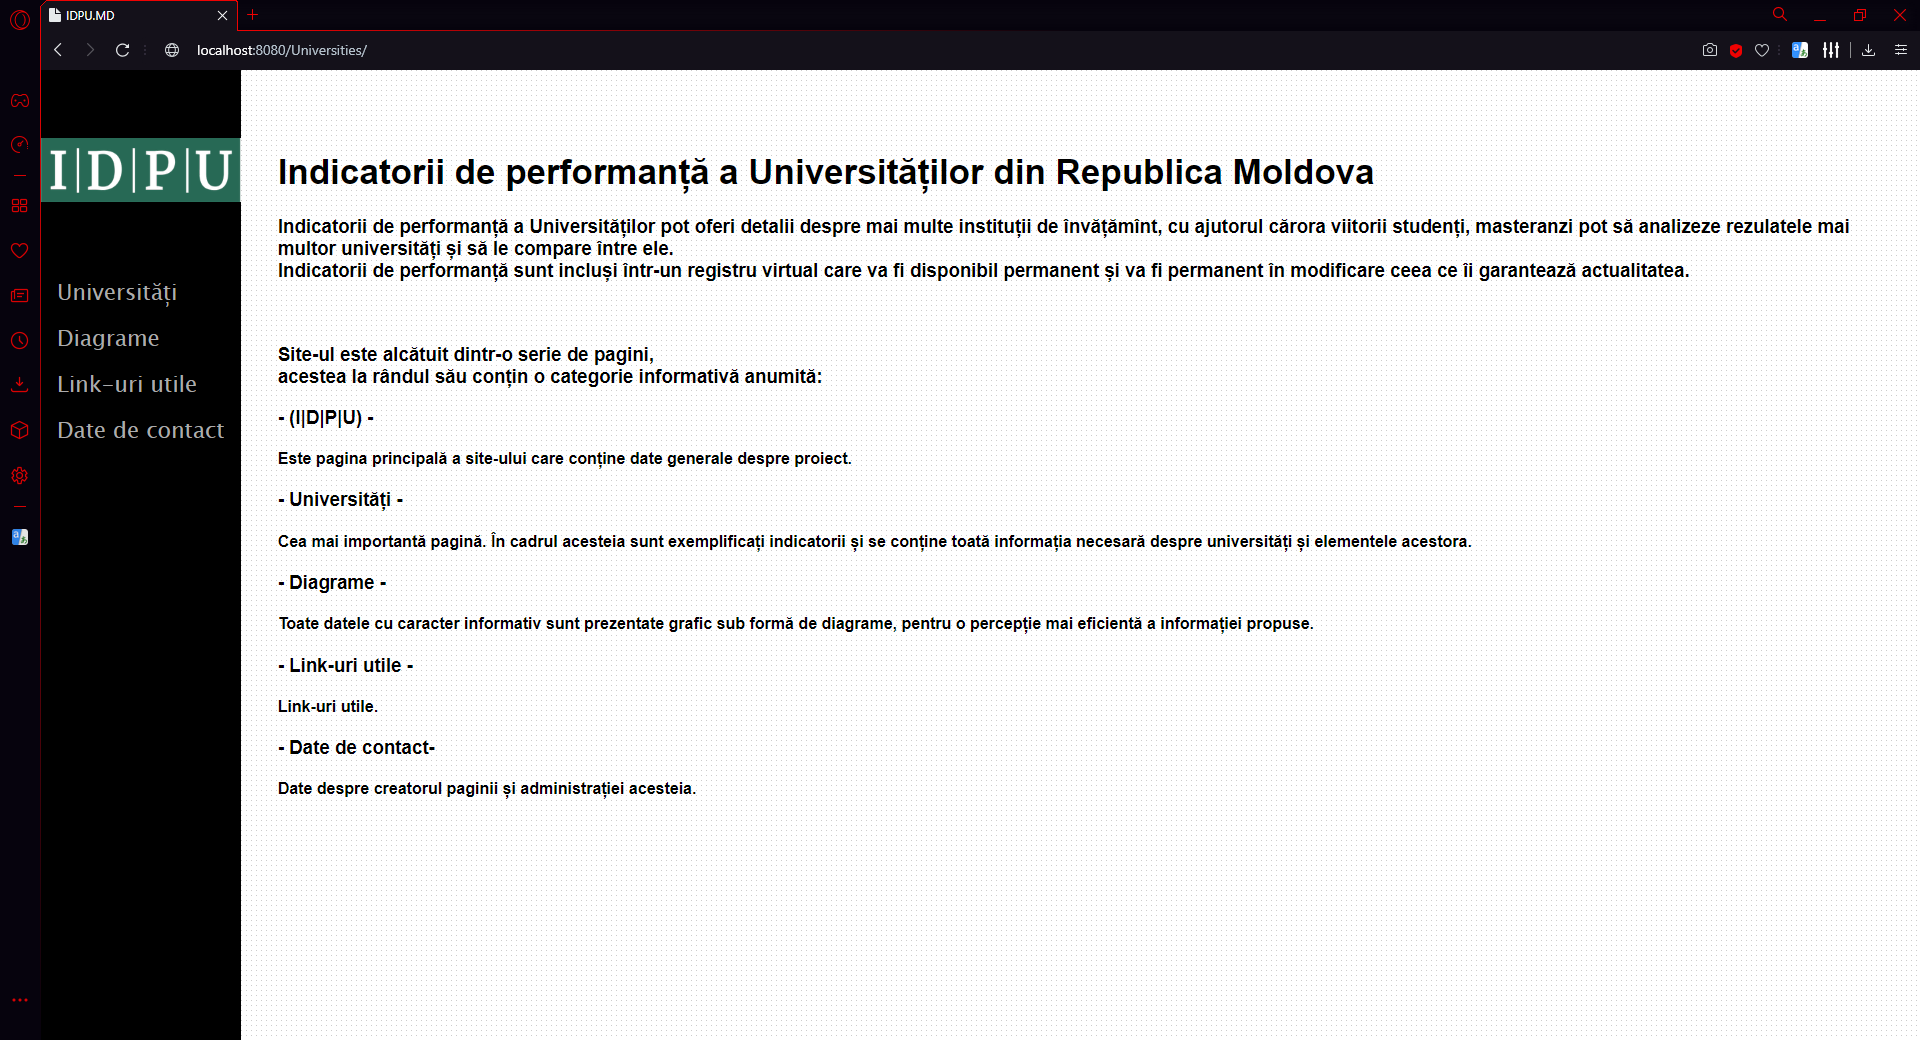 IDPU.MD
localhost:8080/Universities/
I|D|P|U
Universități
Diagrame
Link-uri utile
Date de contact
Indicatorii de performanță a Universităților din Republica Moldova
Indicatorii de performanță a Universităților pot oferi detalii despre mai multe instituții de învățămînt, cu ajutorul cărora viitorii studenți, masteranzi pot să analizeze rezulatele mai
multor universități și să le compare între ele.
Indicatorii de performanță sunt incluși într-un registru virtual care va fi disponibil permanent și va fi permanent în modificare ceea ce îi garantează actualitatea.
Site-ul este alcătuit dintr-o serie de pagini,
acestea la rândul său conțin o categorie informativă anumită:
- (I|D|P|U) -
Este pagina principală a site-ului care conține date generale despre proiect.
- Universități -
Cea mai importantă pagină. În cadrul acesteia sunt exemplificați indicatorii și se conține toată informația necesară despre universități și elementele acestora.
- Diagrame -
Toate datele cu caracter informativ sunt prezentate grafic sub formă de diagrame, pentru o percepție mai eficientă a informației propuse.
- Link-uri utile -
Link-uri utile.
- Date de contact-
Date despre creatorul paginii și administrației acesteia.